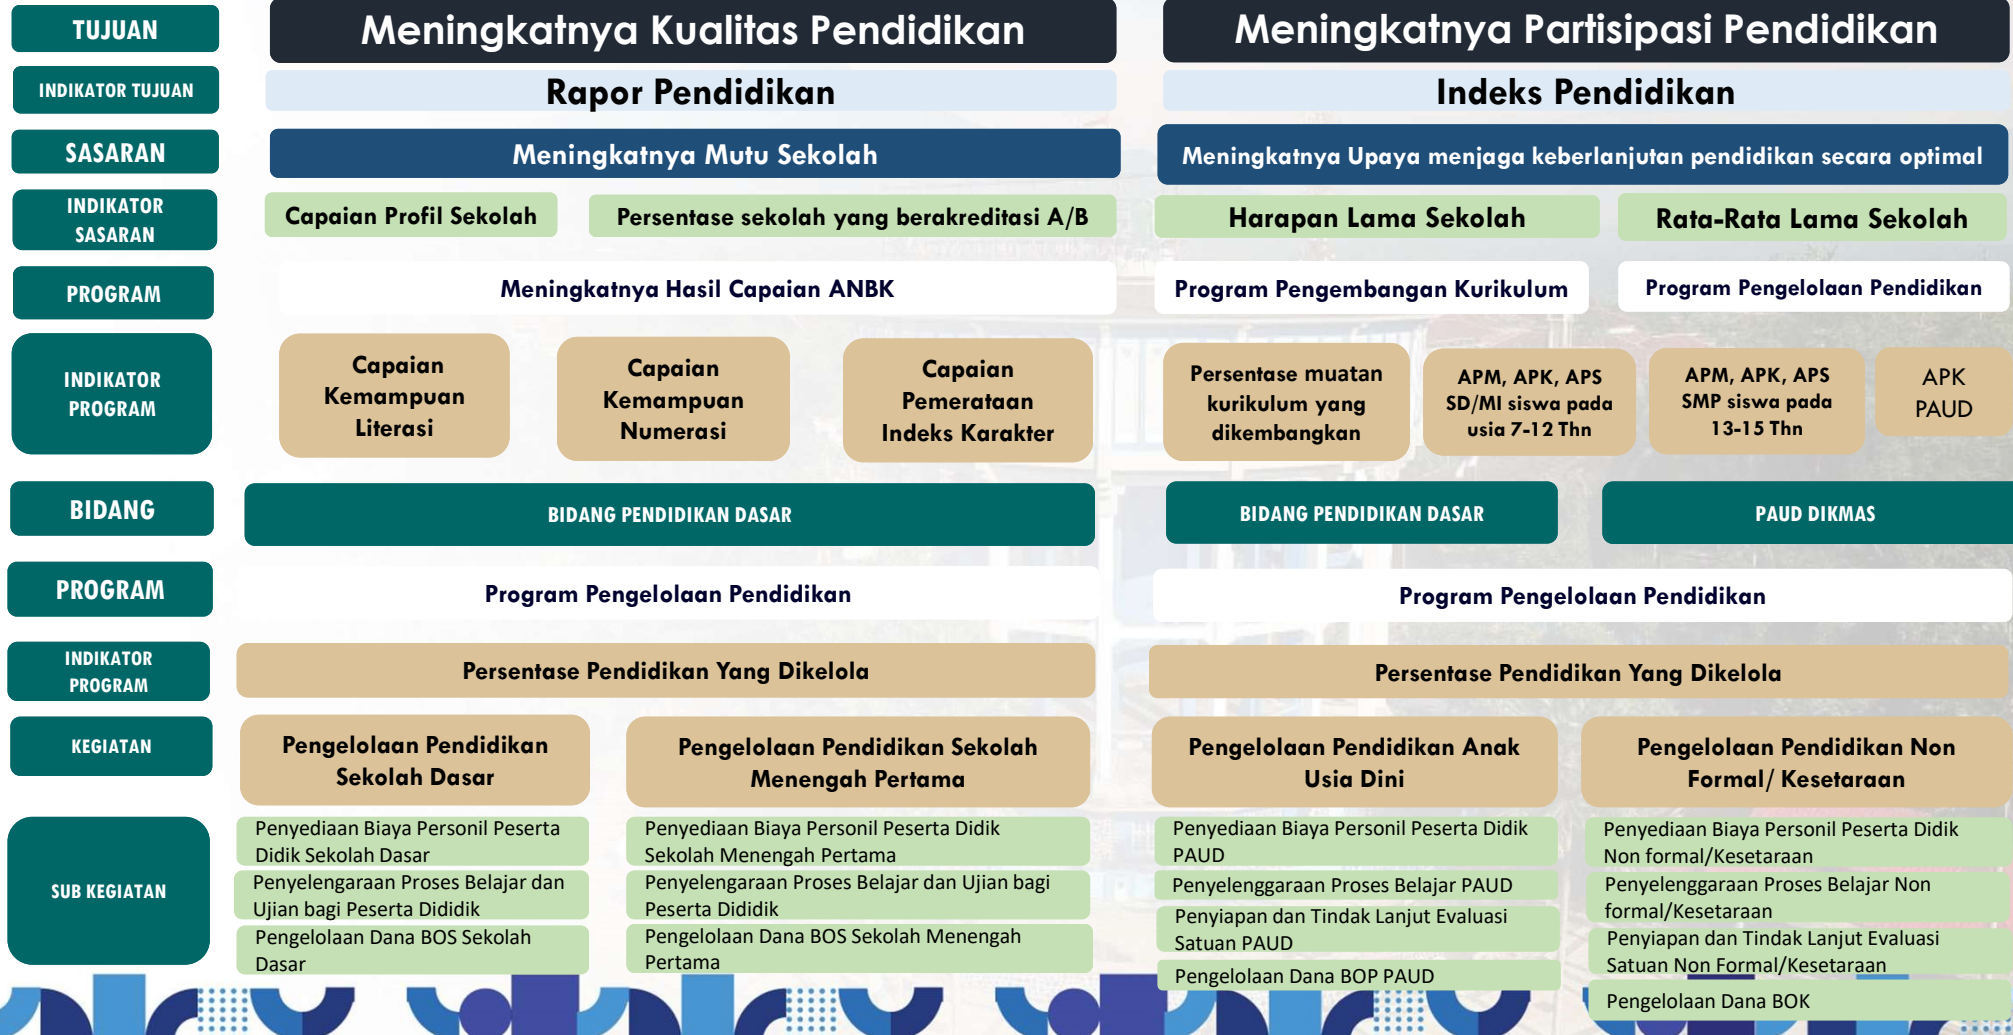 TUJUAN
Meningkatnya Kualitas Pendidikan
Meningkatnya Partisipasi Pendidikan
INDIKATOR TUJUAN
Rapor Pendidikan
Indeks Pendidikan
SASARAN
Meningkatnya Mutu Sekolah
Meningkatnya Upaya menjaga keberlanjutan pendidikan secara optimal
INDIKATOR
SASARAN
Capaian Profil Sekolah
Persentase sekolah yang berakreditasi A/B
Harapan Lama Sekolah
Rata-Rata Lama Sekolah
PROGRAM
Meningkatnya Hasil Capaian ANBK
Program Pengembangan Kurikulum
Program Pengelolaan Pendidikan
INDIKATOR
PROGRAM
Capaian
Kemampuan
Literasi
Capaian
Kemampuan
Numerasi
Capaian
Pemerataan
Indeks Karakter
Persentase muatan
kurikulum yang
dikembangkan
APM, APK, APS
SD/MI siswa pada
usia 7-12 Thn
APM, APK, APS
SMP siswa pada
13-15 Thn
APK
PAUD
BIDANG
BIDANG PENDIDIKAN DASAR
BIDANG PENDIDIKAN DASAR
PAUD DIKMAS
PROGRAM
Program Pengelolaan Pendidikan
Program Pengelolaan Pendidikan
INDIKATOR
PROGRAM
Persentase Pendidikan Yang Dikelola
Persentase Pendidikan Yang Dikelola
KEGIATAN
Pengelolaan Pendidikan
Sekolah Dasar
Pengelolaan Pendidikan Sekolah
Menengah Pertama
Pengelolaan Pendidikan Anak
Usia Dini
Pengelolaan Pendidikan Non
Formal/ Kesetaraan
SUB KEGIATAN
Penyediaan Biaya Personil Peserta
Didik Sekolah Dasar
Penyelengaraan Proses Belajar dan
Ujian bagi Peserta Dididik
Pengelolaan Dana BOS Sekolah
Dasar
Penyediaan Biaya Personil Peserta Didik
Sekolah Menengah Pertama
Penyelengaraan Proses Belajar dan Ujian bagi
Peserta Dididik
Pengelolaan Dana BOS Sekolah Menengah
Pertama
Penyediaan Biaya Personil Peserta Didik
PAUD
Penyelenggaraan Proses Belajar PAUD
Penyiapan dan Tindak Lanjut Evaluasi
Satuan PAUD
Pengelolaan Dana BOP PAUD
Penyediaan Biaya Personil Peserta Didik
Non formal/Kesetaraan
Penyelenggaraan Proses Belajar Non
formal/Kesetaraan
Penyiapan dan Tindak Lanjut Evaluasi
Satuan Non Formal/Kesetaraan
Pengelolaan Dana BOK